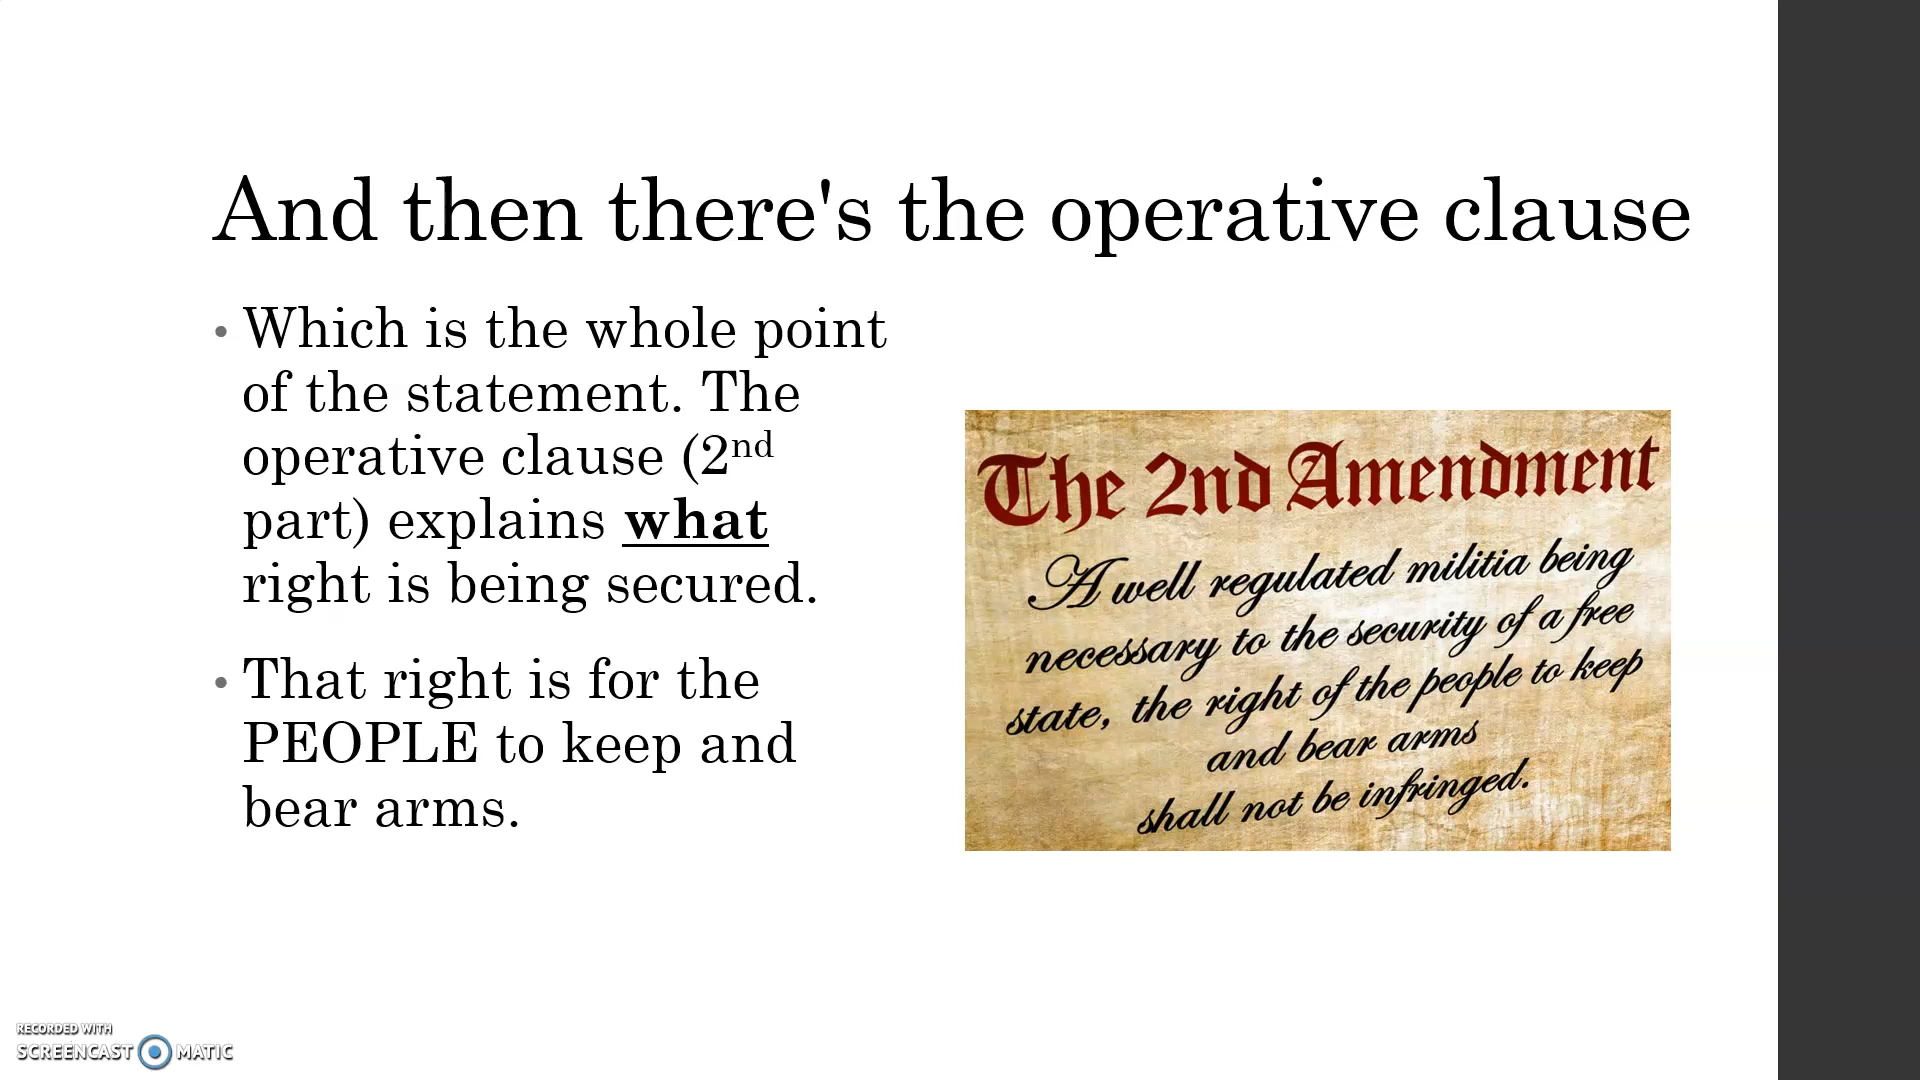 And then there's the operative clause
• Which is the whole point
of the statement. The
operative clause (2nd
part) explains what
right is being secured.
• That right is for the
PEOPLE to keep and
bear arms.
The 2nd Amendment
A well regulated militia being
necessary to the security of a free
state, the right of the people to keep
and bear arms
shall not be infringed.
RECORDED WITH
SCREENCAST MATIC